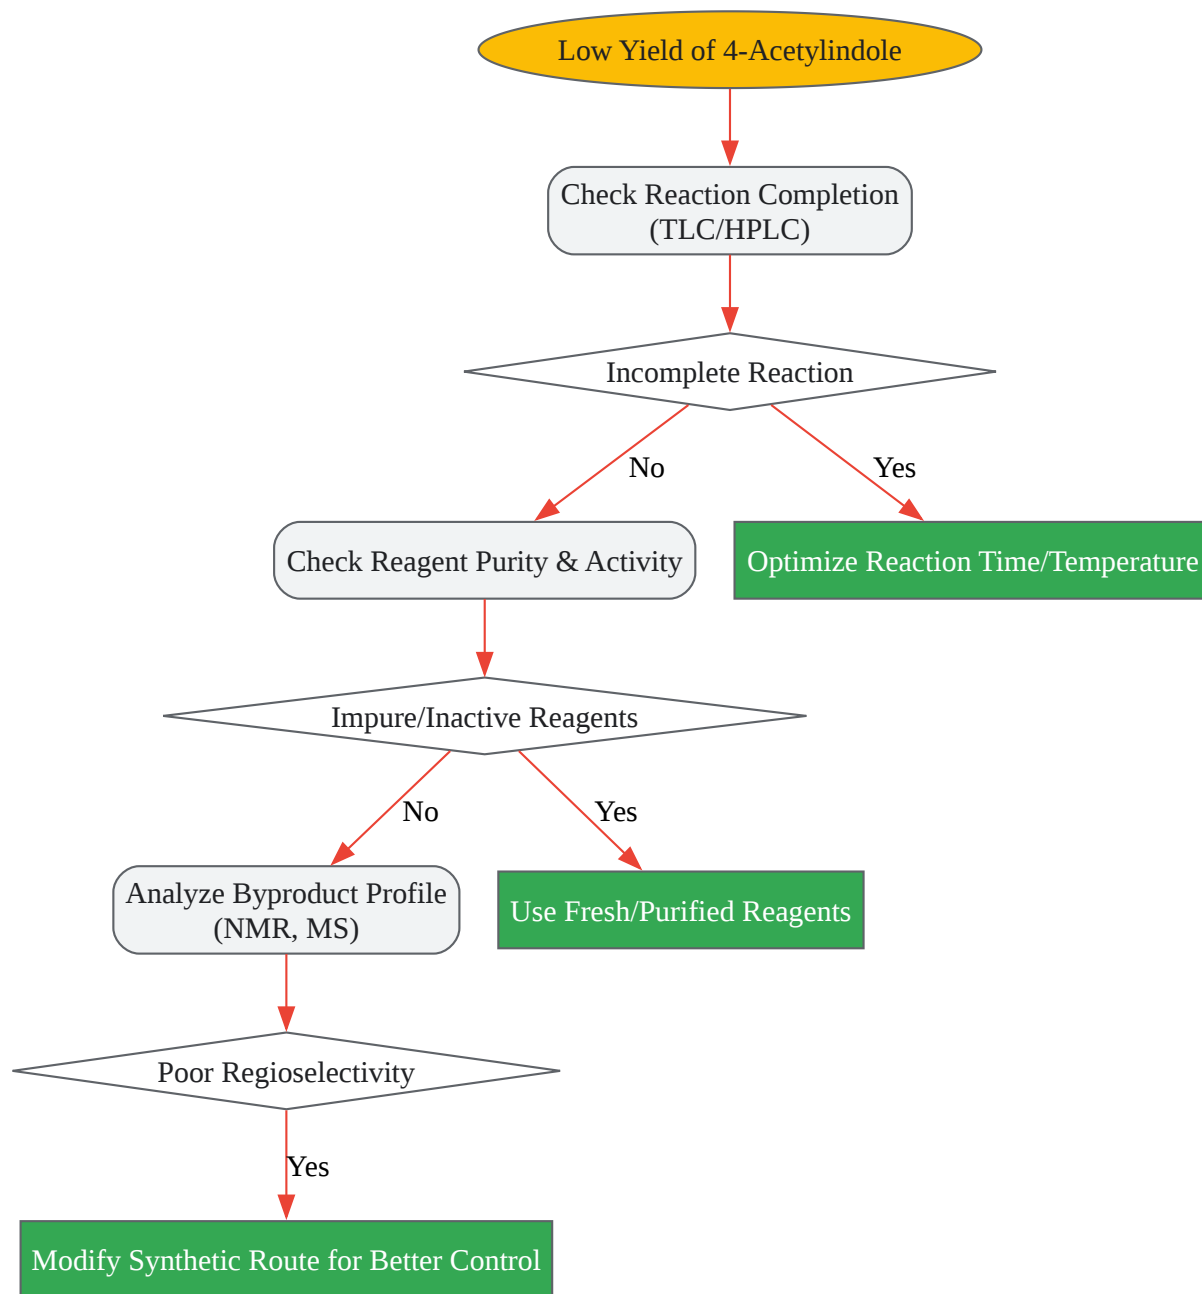 Low Yield of 4-Acetylindole
Check Reaction Completion
(TLC/HPLC)
Incomplete Reaction
No
Yes
Check Reagent Purity & Activity
Optimize Reaction Time/Temperature
Impure/Inactive Reagents
No
Yes
Analyze Byproduct Profile
(NMR, MS)
Use Fresh/Purified Reagents
Poor Regioselectivity
Yes
Modify Synthetic Route for Better Control